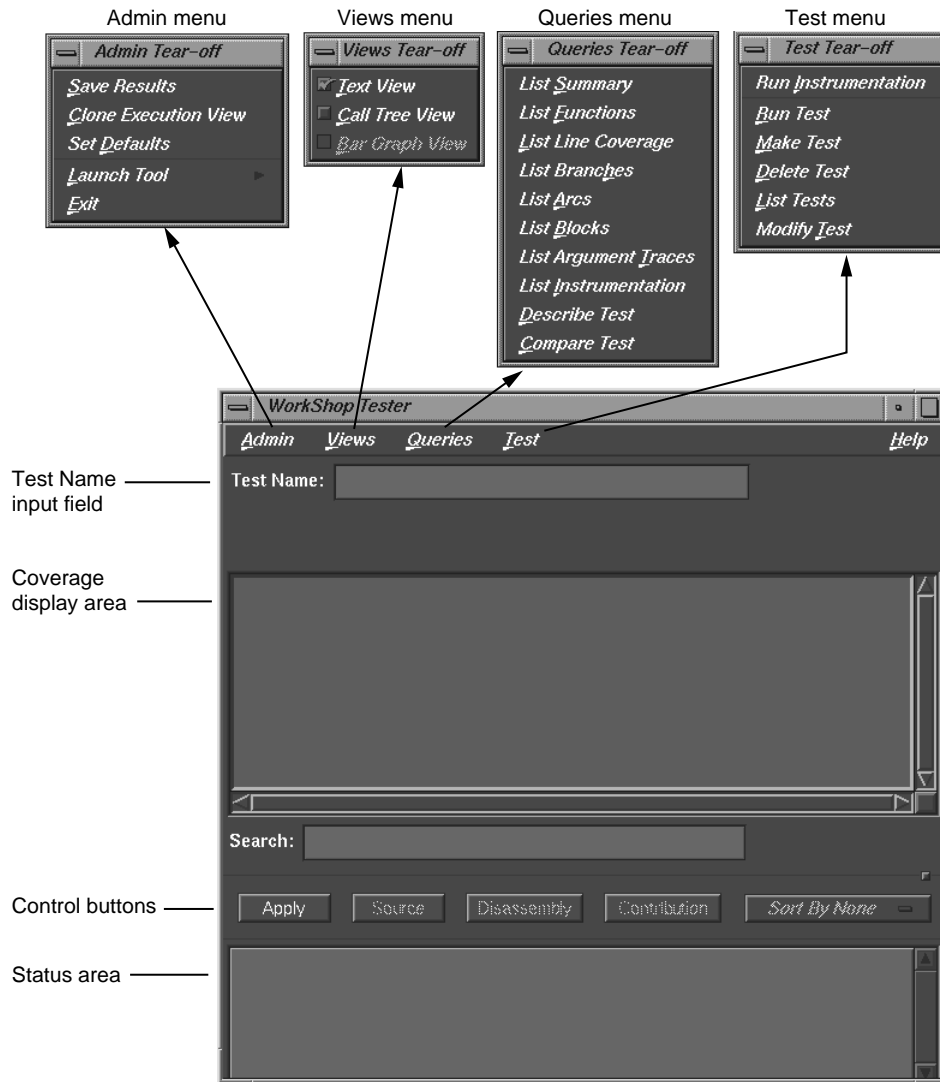 Admin menu
Views menu
Queries menu
Test menu
Admin Tear-off
Save Results
Clone Execution View
Set Defaults
Launch Tool
Exit
Views Tear-off
Text View
Call Tree View
Bar Graph View
Queries Tear-off
List Summary
List Functions
List Line Coverage
List Branches
List Arcs
List Blocks
List Argument Traces
List Instrumentation
Describe Test
Compare Test
Test Tear-off
Run Instrumentation
Run Test
Make Test
Delete Test
List Tests
Modify Test
WorkShop Tester
Admin Views Queries Test Help
Test Name
input field
Test Name:
Coverage
display area
Search:
Control buttons
Apply Source Disassembly Contribution Sort By None
Status area